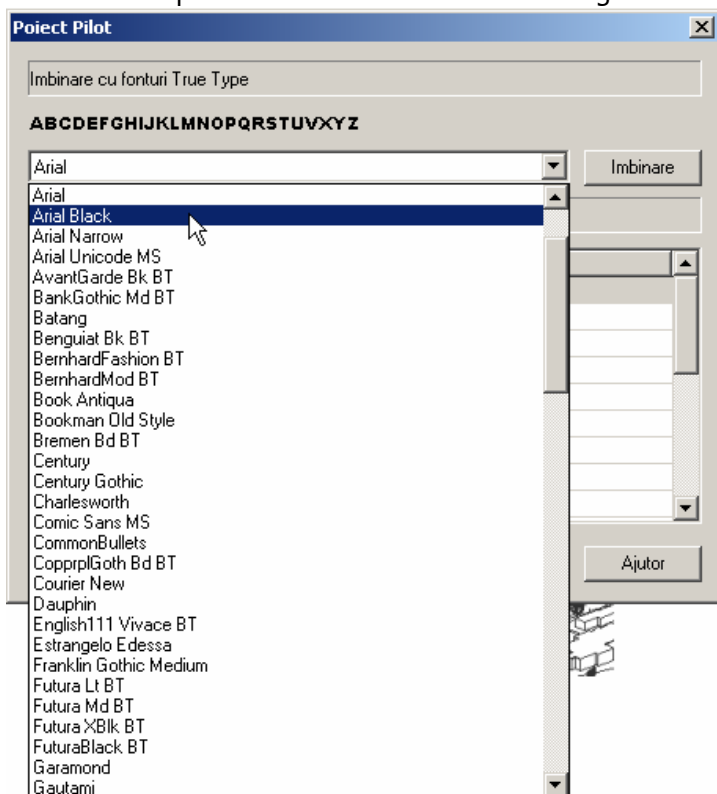 Poiect Pilot
Imbinare cu fonturi True Type
ABCDEFGHIJKLMNOPQRSTUVXYZ
Arial
Imbinare
Arial
Arial Black
Arial Narrow
Arial Unicode MS
AvantGarde Bk BT
BankGothic Md BT
Batang
Benguiat Bk BT
BernhardFashion BT
BernhardMod BT
Book Antiqua
Bookman Old Style
Bremen Bd BT
Century
Century Gothic
Charlesworth
Comic Sans MS
CommonBullets
CopprplGoth Bd BT
Ajutor
Courier New
Dauphin
English111 Vivace BT
Estrangelo Edessa
Franklin Gothic Medium
Futura Lt BT
Futura Md BT
Futura XBlk BT
FuturaBlack BT
Garamond
Gautami